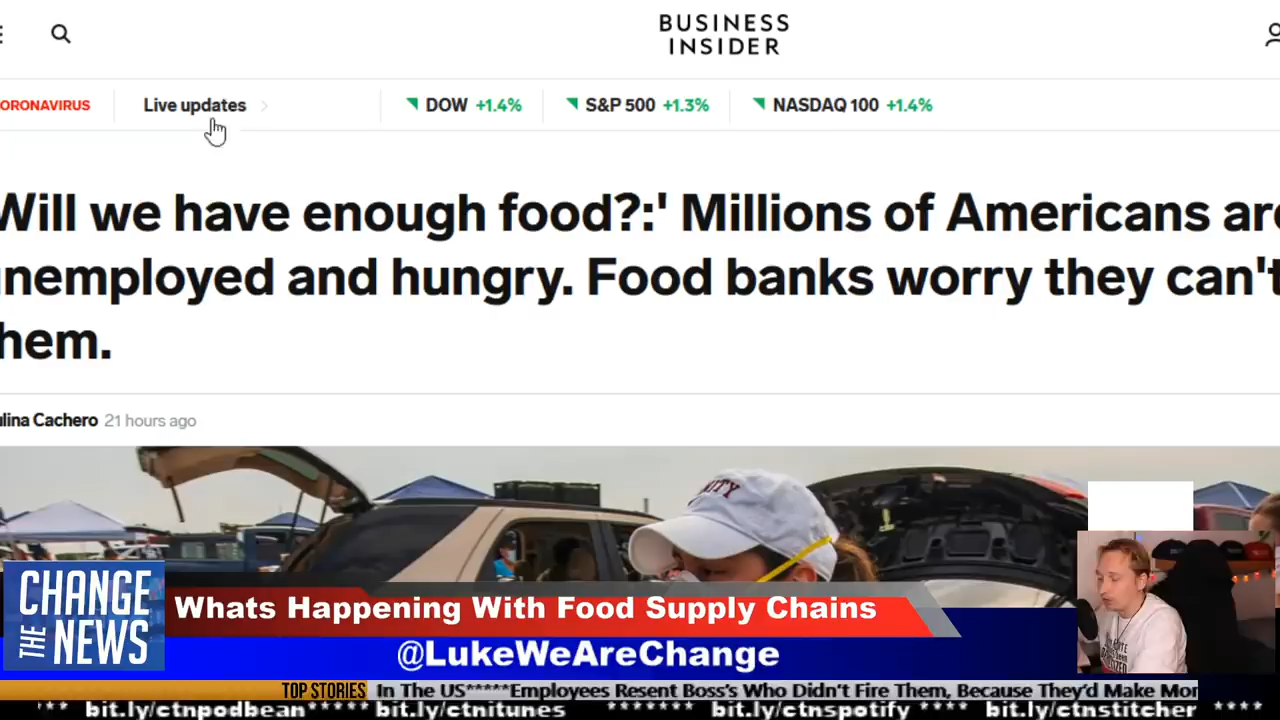 BUSINESS
INSIDER
ORONAVIRUS
Live updates
DOW +1.4%
S&P 500 +1.3%
NASDAQ 100 +1.4%
Will we have enough food?:' Millions of Americans are
nemployed and hungry. Food banks worry they can't
hem.
lina Cachero 21 hours ago
NITY
CHANGE
THE NEWS
Whats Happening With Food Supply Chains
@LukeWeAreChange
TOP STORIES In The US*****Employees Resent Boss's Who Didn't Fire Them, Because They'd Make Mor
*** bit.ly/ctnpodbean***** bit.ly/ctnitunes ****** bit.ly/ctnspotify **** bit.ly/ctnstitcher ****